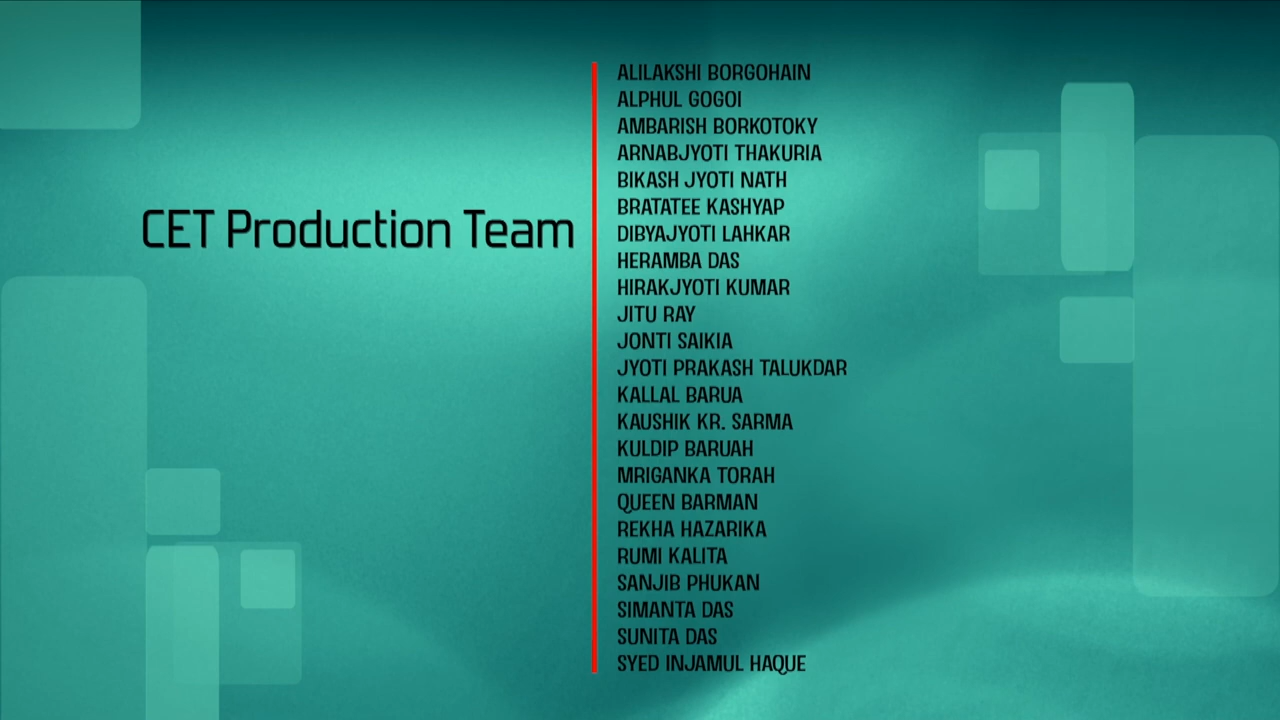 CET Production Team
ALILAKSHI BORGOHAIN
ALPHUL GOGOI
AMBARISH BORKOTOKY
ARNABJYOTI THAKURIA
BIKASH JYOTI NATH
BRATATEE KASHYAP
DIBYAJYOTI LAHKAR
HERAMBA DAS
HIRAKJYOTI KUMAR
JITU RAY
JONTI SAIKIA
JYOTI PRAKASH TALUKDAR
KALLAL BARUA
KAUSHIK KR. SARMA
KULDIP BARUAH
MRIGANKA TORAH
QUEEN BARMAN
REKHA HAZARIKA
RUMI KALITA
SANJIB PHUKAN
SIMANTA DAS
SUNITA DAS
SYED INJAMUL HAQUE